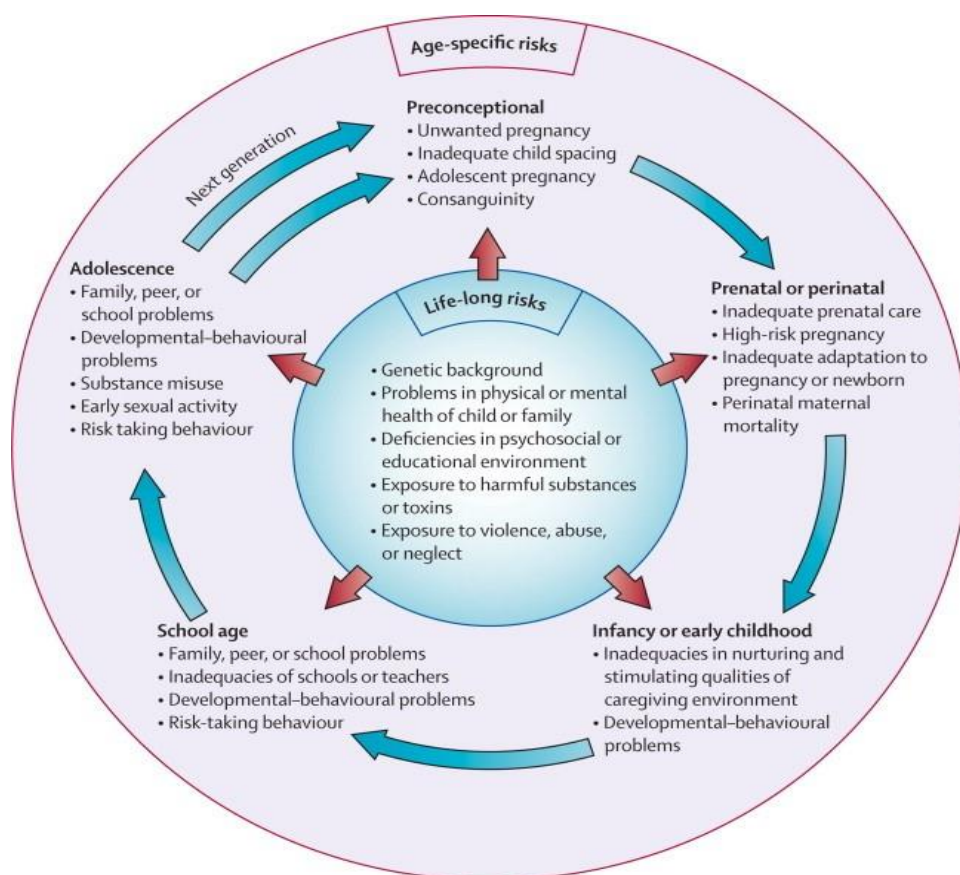 Age-specific risks
Preconceptional
• Unwanted pregnancy
• Inadequate child spacing
• Adolescent pregnancy
• Consanguinity
Next generation
Adolescence
• Family, peer, or
school problems
• Developmental–behavioural
problems
• Substance misuse
• Early sexual activity
• Risk taking behaviour
Prenatal or perinatal
• Inadequate prenatal care
• High-risk pregnancy
• Inadequate adaptation to
pregnancy or newborn
• Perinatal maternal
mortality
Life-long risks
• Genetic background
• Problems in physical or mental
health of child or family
• Deficiencies in psychosocial or
educational environment
• Exposure to harmful substances
or toxins
• Exposure to violence, abuse,
or neglect
School age
• Family, peer, or school problems
• Inadequacies of schools or teachers
• Developmental–behavioural problems
• Risk-taking behaviour
Infancy or early childhood
• Inadequacies in nurturing and
stimulating qualities of
caregiving environment
• Developmental–behavioural
problems